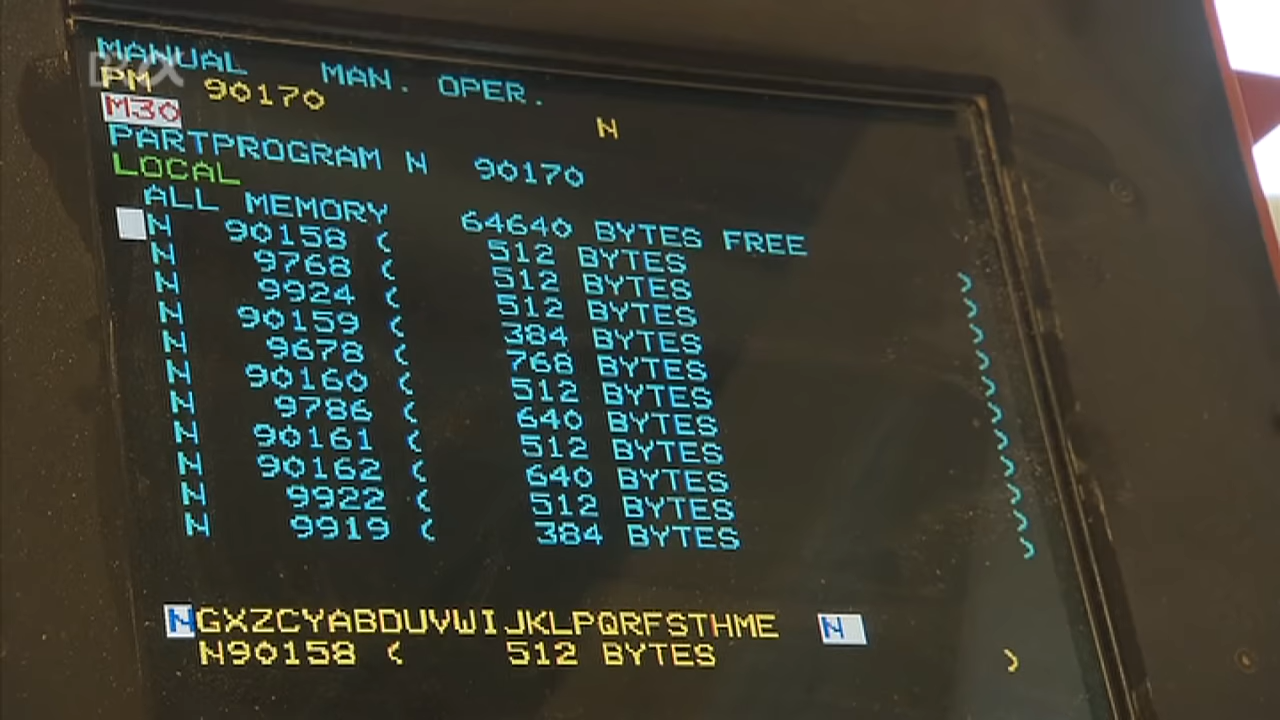 MANUAL MAN. OPER.
PM 90170 N
M30
PARTPROGRAM N 90170
LOCAL
ALL MEMORY 64640 BYTES FREE
N 90158 ( 512 BYTES )
N 9768 ( 512 BYTES )
N 9924 ( 512 BYTES )
N 90159 ( 384 BYTES )
N 9678 ( 768 BYTES )
N 90160 ( 512 BYTES )
N 9786 ( 640 BYTES )
N 90161 ( 512 BYTES )
N 90162 ( 640 BYTES )
N 9922 ( 512 BYTES )
N 9919 ( 384 BYTES )
NGXZCYABDUVWIJKLPQRFSTHME N
N90158 ( 512 BYTES )